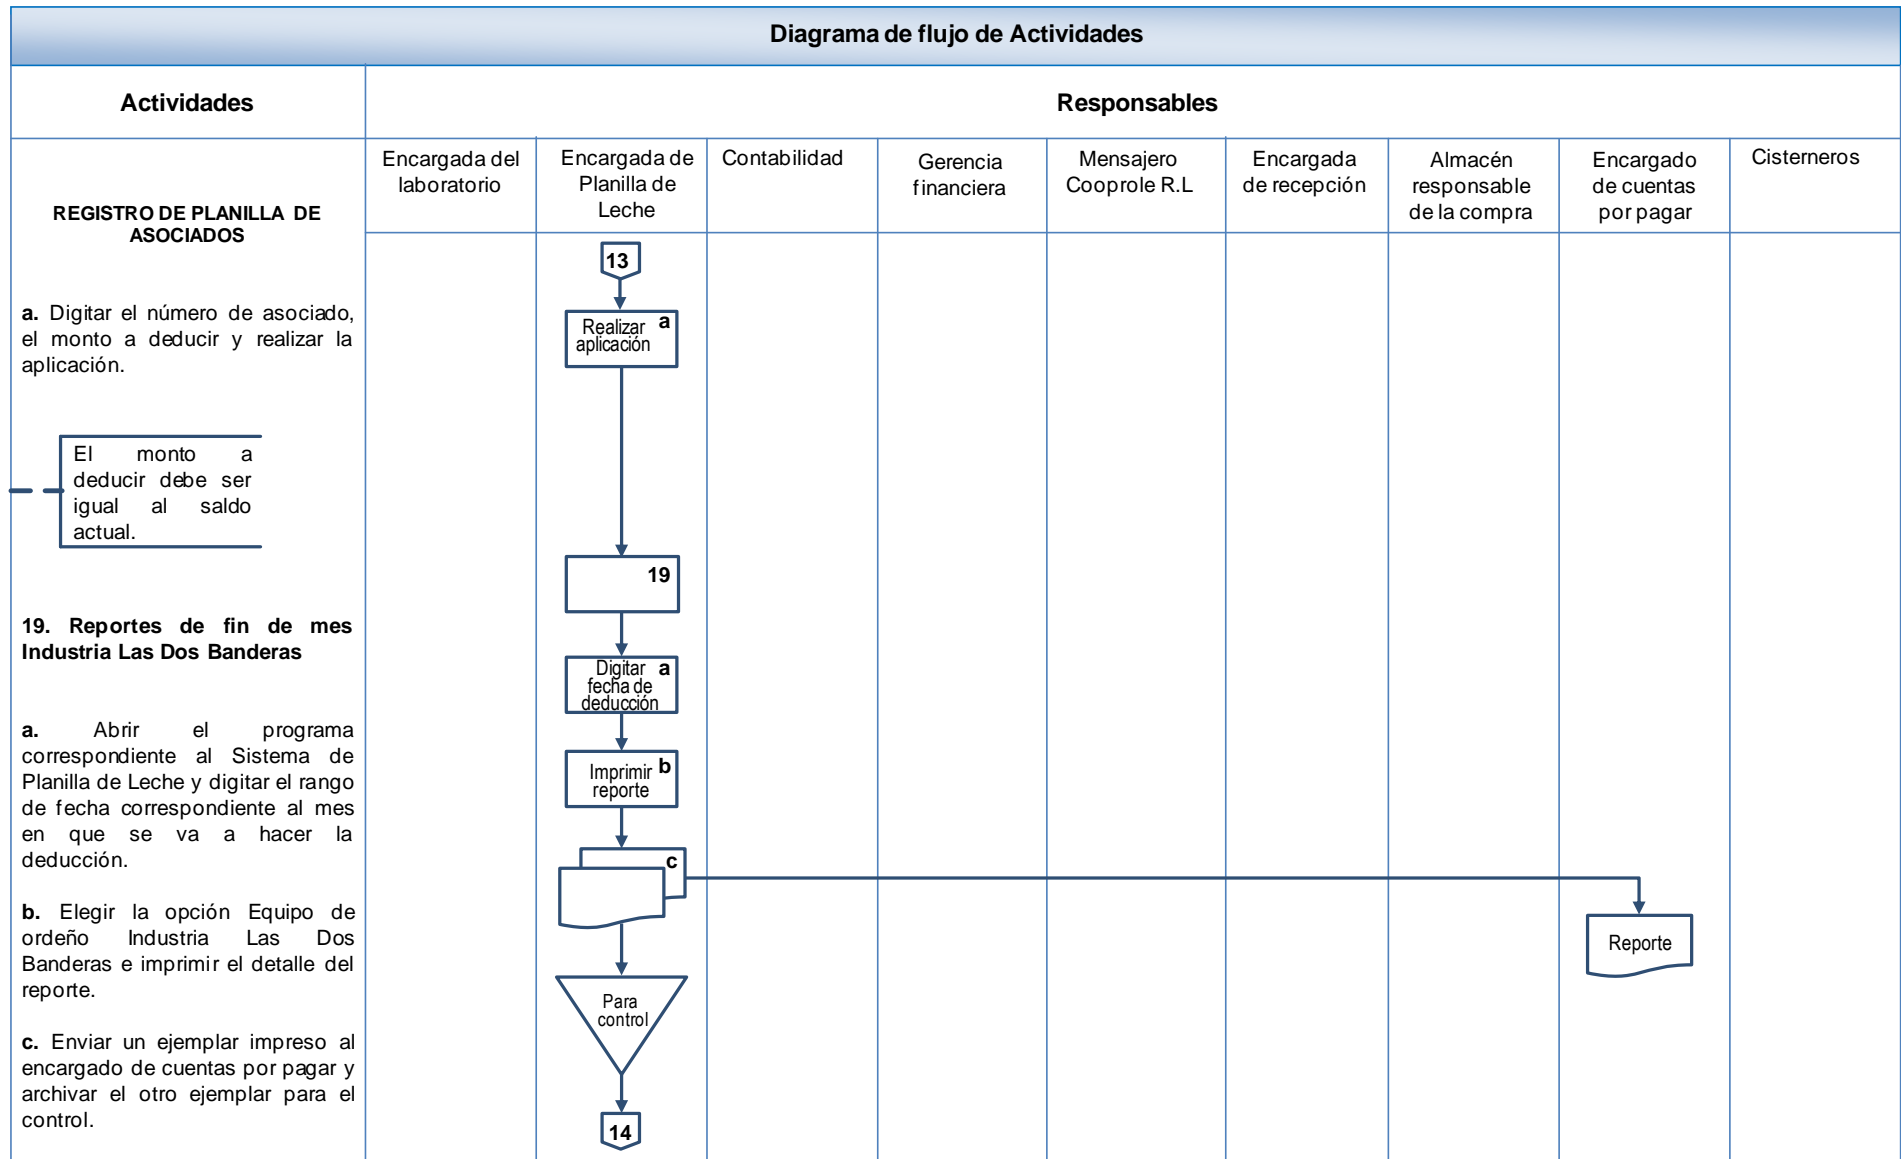 Diagrama de flujo de Actividades
Actividades
Responsables
REGISTRO DE PLANILLA DE
ASOCIADOS
Encargada del
laboratorio
Encargada de
Planilla de
Leche
Contabilidad
Gerencia
financiera
Mensajero
Cooprole R.L
Encargada
de recepción
Almacén
responsable
de la compra
Encargado
de cuentas
por pagar
Cisterneros
a. Digitar el número de asociado,
el monto a deducir y realizar la
aplicación.
El monto a
deducir debe ser
igual al saldo
actual.
19. Reportes de fin de mes
Industria Las Dos Banderas
a. Abrir el programa
correspondiente al Sistema de
Planilla de Leche y digitar el rango
de fecha correspondiente al mes
en que se va a hacer la
deducción.
b. Elegir la opción Equipo de
ordeño Industria Las Dos
Banderas e imprimir el detalle del
reporte.
c. Enviar un ejemplar impreso al
encargado de cuentas por pagar y
archivar el otro ejemplar para el
control.
13
Realizar a
aplicación
19
Digitar a
fecha de
deducción
Imprimir b
reporte
c
Reporte
Para
control
14